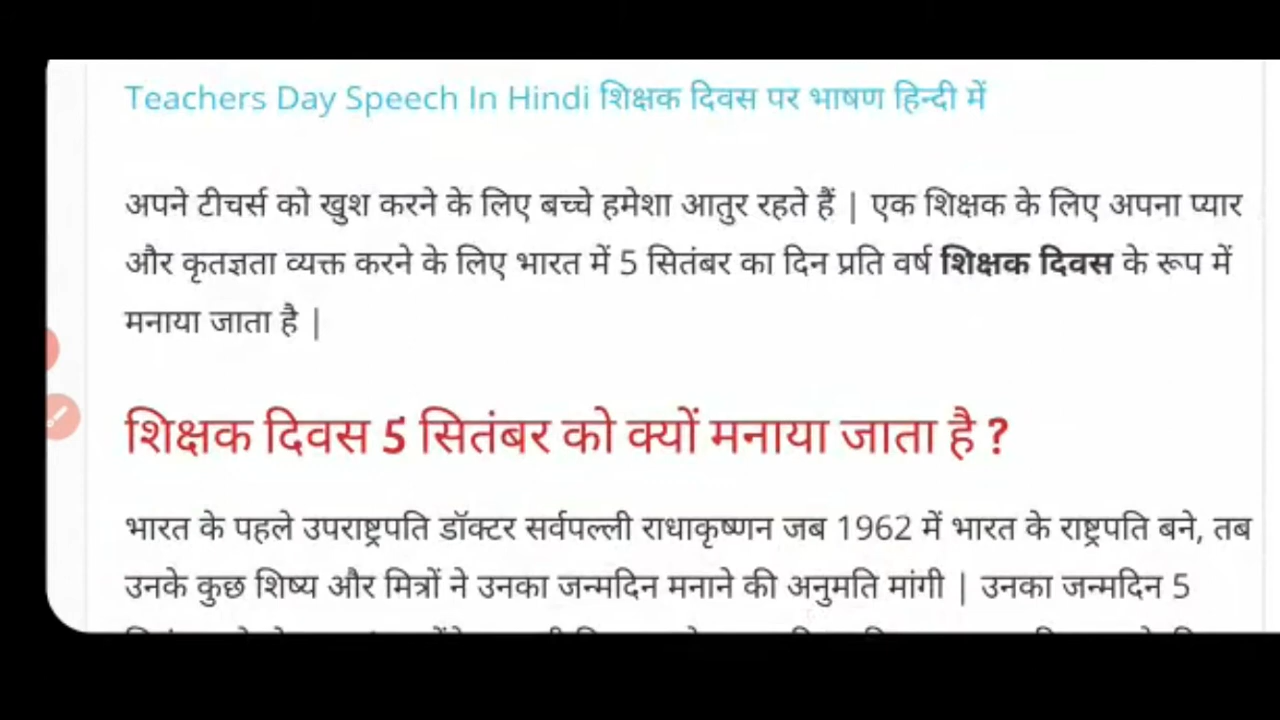 Teachers Day Speech In Hindi शिक्षक दिवस पर भाषण हिन्दी में
अपने टीचर्स को खुश करने के लिए बच्चे हमेशा आतुर रहते हैं | एक शिक्षक के लिए अपना प्यार
और कृतज्ञता व्यक्त करने के लिए भारत में 5 सितंबर का दिन प्रति वर्ष शिक्षक दिवस के रूप में
मनाया जाता है |
शिक्षक दिवस 5 सितंबर को क्यों मनाया जाता है ?
भारत के पहले उपराष्ट्रपति डॉक्टर सर्वपल्ली राधाकृष्णन जब 1962 में भारत के राष्ट्रपति बने, तब
उनके कुछ शिष्य और मित्रों ने उनका जन्मदिन मनाने की अनुमति मांगी | उनका जन्मदिन 5